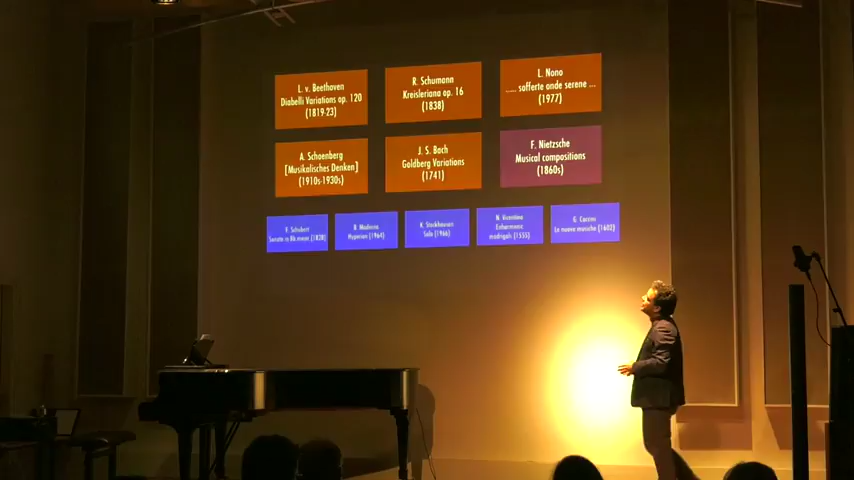 L. v. Beethoven
Diabelli Variations op. 120
(1819-23)
R. Schumann
Kreisleriana op. 16
(1838)
L. Nono
..... sofferte onde serene ...
(1977)
A. Schoenberg
[Musikalisches Denken]
(1910s-1930s)
J. S. Bach
Goldberg Variations
(1741)
F. Nietzsche
Musical compositions
(1860s)
F. Schubert
Sonata in Bb major (1828)
B. Maderna
Hyperion (1964)
K. Stockhausen
Solo (1966)
N. Vicentino
Enharmonic
madrigals (1555)
G. Caccini
Le nuove musiche (1602)